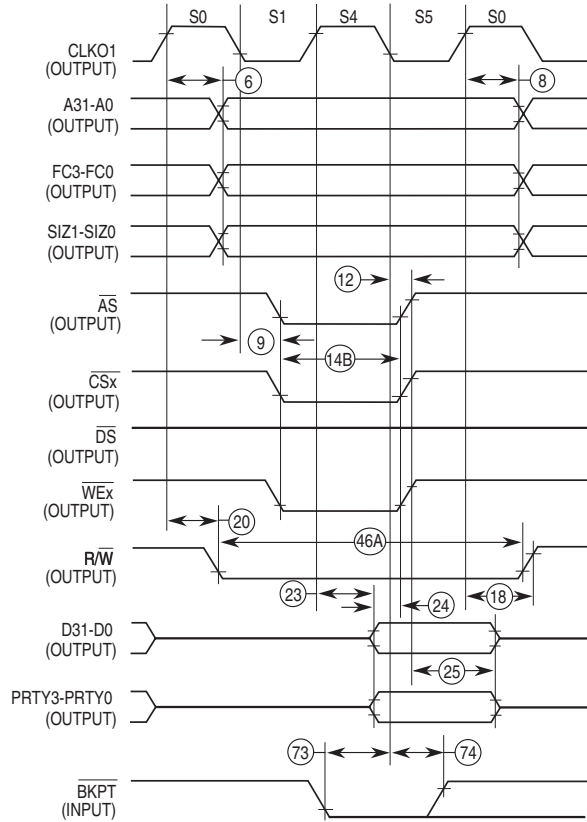 S0 S1 S4 S5 S0
CLKO1
(OUTPUT)
6 8
A31-A0
(OUTPUT)
FC3-FC0
(OUTPUT)
SIZ1-SIZ0
(OUTPUT)
12
AS
(OUTPUT)
9
14B
CSx
(OUTPUT)
DS
(OUTPUT)
WEx
(OUTPUT)
20
46A
R/W
(OUTPUT)
23 24 18
D31-D0
(OUTPUT)
25
PRTY3-PRTY0
(OUTPUT)
73 74
BKPT
(INPUT)